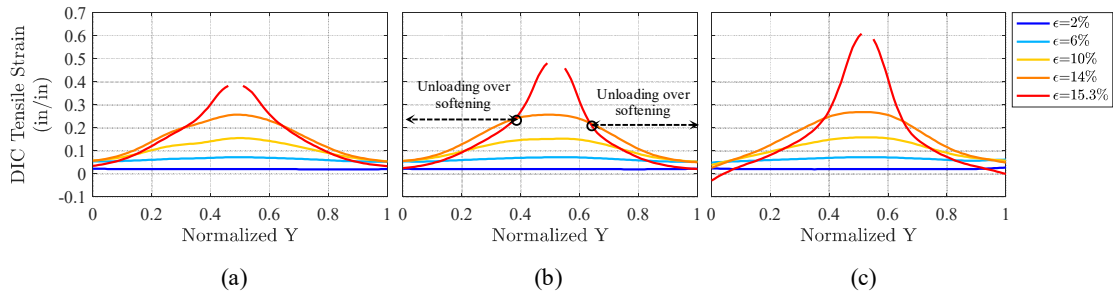 DIC Tensile Strain
(in/in)
0.7
0.6
0.5
0.4
0.3
0.2
0.1
0
-0.1
0 0.2 0.4 0.6 0.8 1
Normalized Y
(a)
Unloading over
softening
Unloading over
softening
0 0.2 0.4 0.6 0.8 1
Normalized Y
(b)
0 0.2 0.4 0.6 0.8 1
Normalized Y
(c)
ϵ=2%
ϵ=6%
ϵ=10%
ϵ=14%
ϵ=15.3%